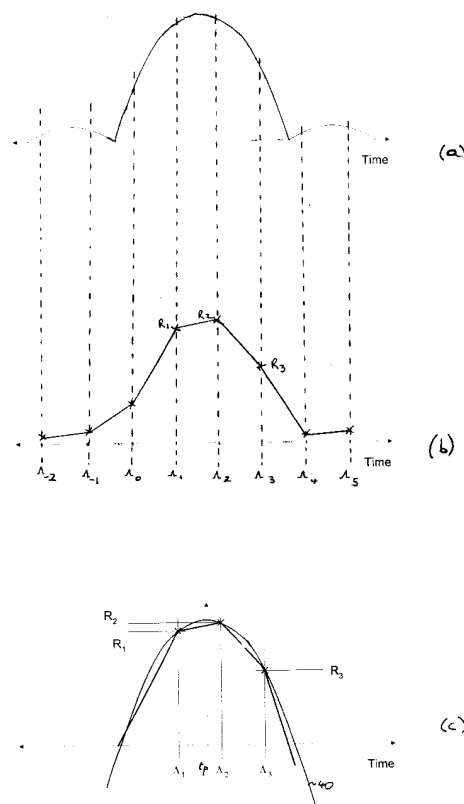 Time
(a)
R₁
R₂
R₃
Time
(b)
Λ₋₂ Λ₋₁ Λ₀ Λ₁ Λ₂ Λ₃ Λ₄ Λ₅
R₂
R₁
R₃
(c)
Λ₁ tₚ Λ₂ Λ₃
Time
~40